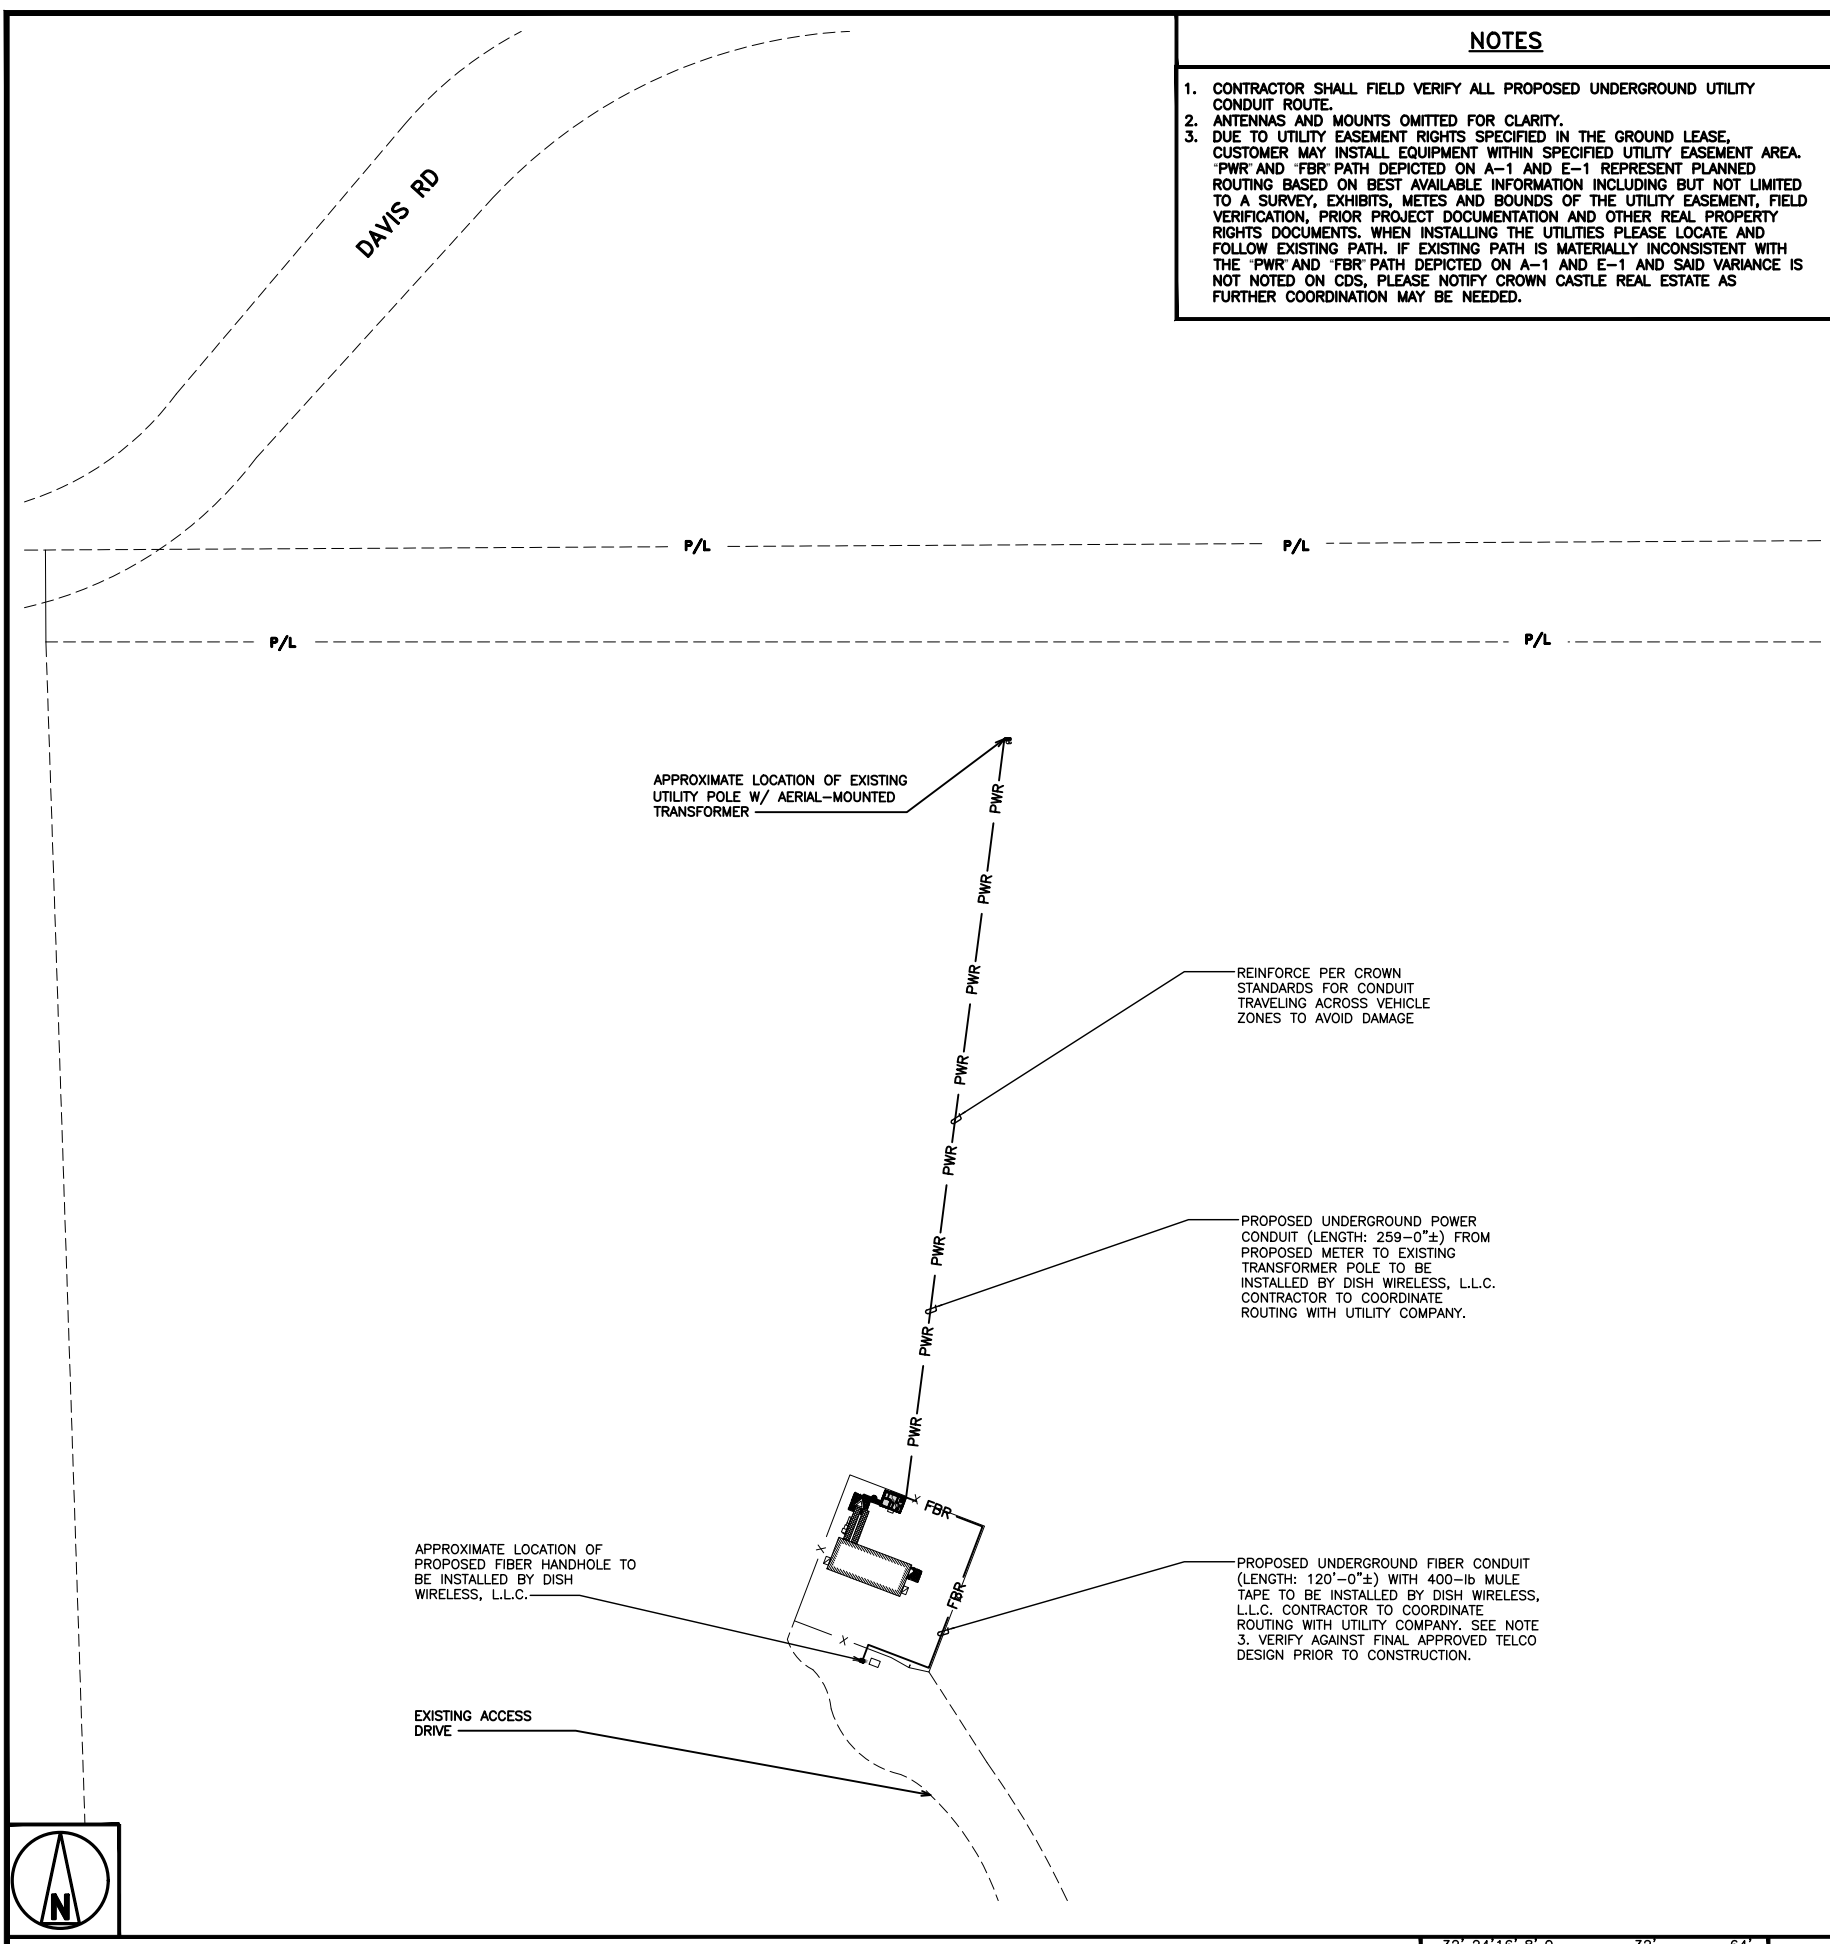 NOTES
1. CONTRACTOR SHALL FIELD VERIFY ALL PROPOSED UNDERGROUND UTILITY
CONDUIT ROUTE.
2. ANTENNAS AND MOUNTS OMITTED FOR CLARITY.
3. DUE TO UTILITY EASEMENT RIGHTS SPECIFIED IN THE GROUND LEASE,
CUSTOMER MAY INSTALL EQUIPMENT WITHIN SPECIFIED UTILITY EASEMENT AREA.
"PWR" AND "FBR" PATH DEPICTED ON A-1 AND E-1 REPRESENT PLANNED
ROUTING BASED ON BEST AVAILABLE INFORMATION INCLUDING BUT NOT LIMITED
TO A SURVEY, EXHIBITS, METES AND BOUNDS OF THE UTILITY EASEMENT, FIELD
VERIFICATION, PRIOR PROJECT DOCUMENTATION AND OTHER REAL PROPERTY
RIGHTS DOCUMENTS. WHEN INSTALLING THE UTILITIES PLEASE LOCATE AND
FOLLOW EXISTING PATH. IF EXISTING PATH IS MATERIALLY INCONSISTENT WITH
THE "PWR" AND "FBR" PATH DEPICTED ON A-1 AND E-1 AND SAID VARIANCE IS
NOT NOTED ON CDS, PLEASE NOTIFY CROWN CASTLE REAL ESTATE AS
FURTHER COORDINATION MAY BE NEEDED.
DAVIS RD
P/L
P/L
P/L
P/L
APPROXIMATE LOCATION OF EXISTING
UTILITY POLE W/ AERIAL-MOUNTED
TRANSFORMER
PWR
PWR
PWR
REINFORCE PER CROWN
STANDARDS FOR CONDUIT
TRAVELING ACROSS VEHICLE
ZONES TO AVOID DAMAGE
PWR
PWR
PWR
PROPOSED UNDERGROUND POWER
CONDUIT (LENGTH: 259-0"±) FROM
PROPOSED METER TO EXISTING
TRANSFORMER POLE TO BE
INSTALLED BY DISH WIRELESS, L.L.C.
CONTRACTOR TO COORDINATE
ROUTING WITH UTILITY COMPANY.
PWR
PWR
X
FBR
X
APPROXIMATE LOCATION OF
PROPOSED FIBER HANDHOLE TO
BE INSTALLED BY DISH
WIRELESS, L.L.C.
FBR
PROPOSED UNDERGROUND FIBER CONDUIT
(LENGTH: 120'-0"±) WITH 400-lb MULE
TAPE TO BE INSTALLED BY DISH WIRELESS,
L.L.C. CONTRACTOR TO COORDINATE
ROUTING WITH UTILITY COMPANY. SEE NOTE
3. VERIFY AGAINST FINAL APPROVED TELCO
DESIGN PRIOR TO CONSTRUCTION.
X
EXISTING ACCESS
DRIVE
N